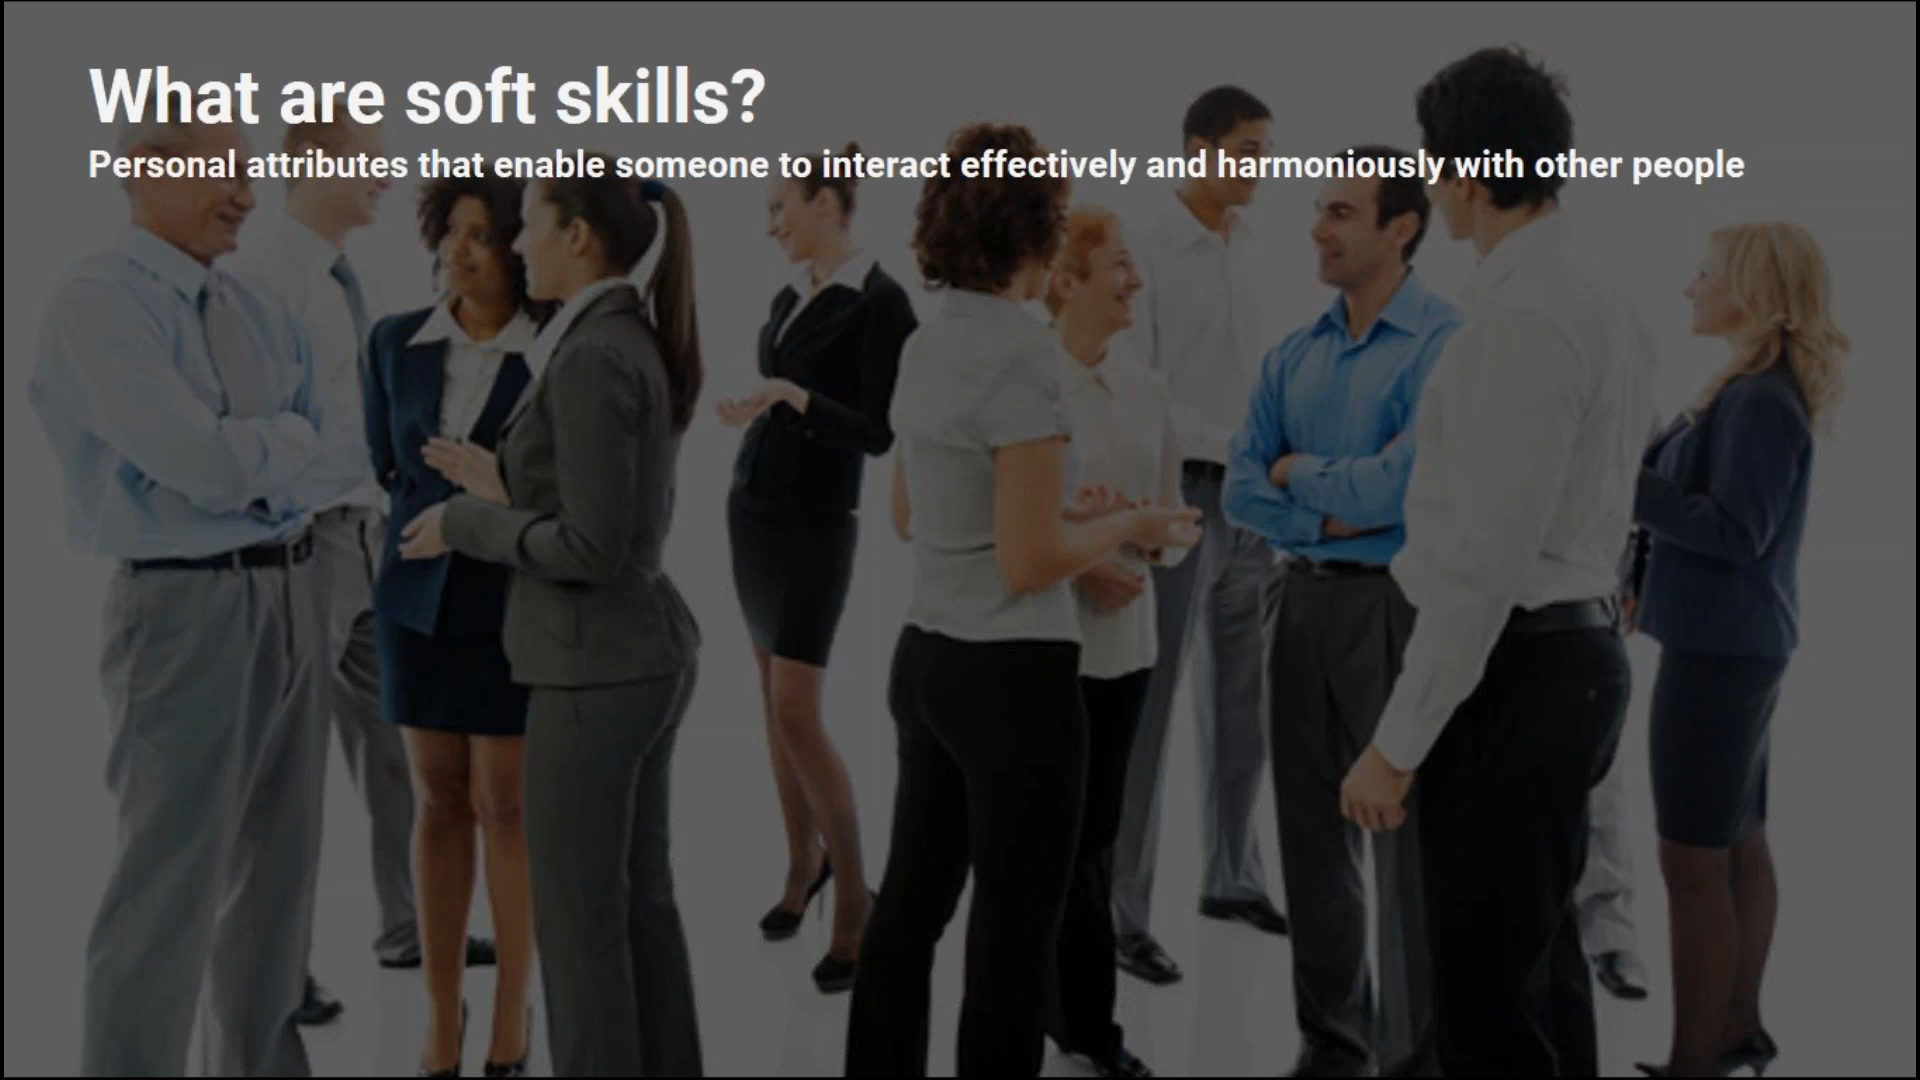 What are soft skills?
Personal attributes that enable someone to interact effectively and harmoniously with other people